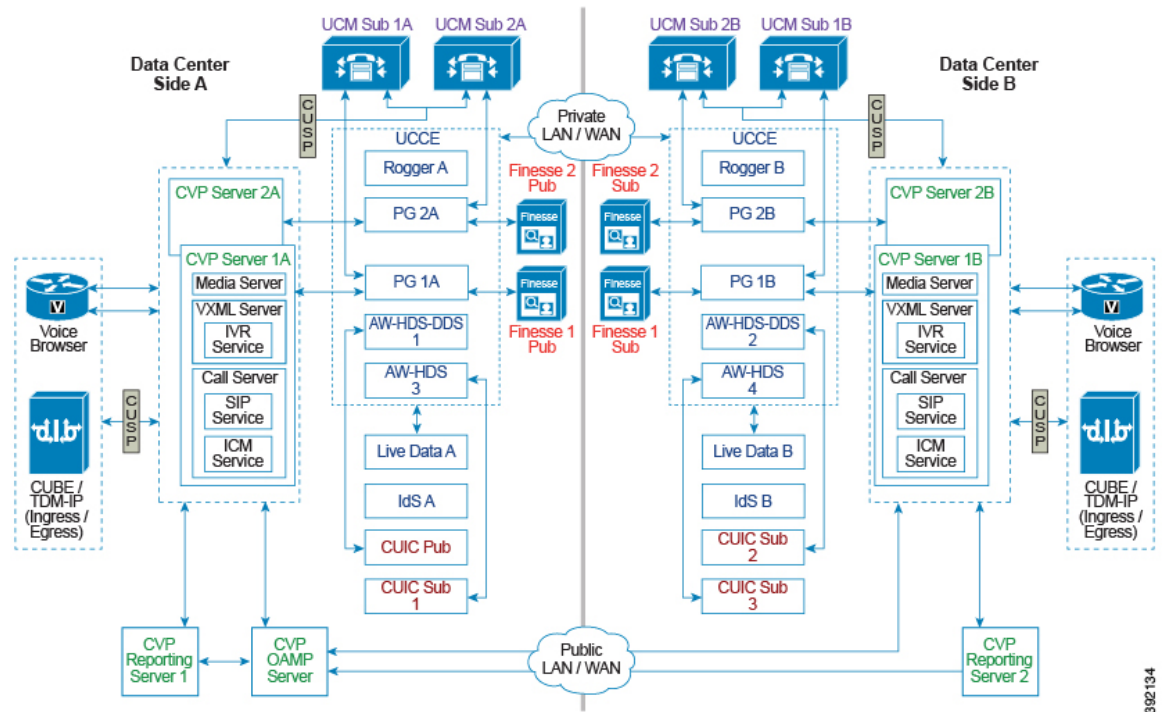 UCM Sub 1A
UCM Sub 2A
UCM Sub 2B
UCM Sub 1B
Data Center
Side A
Data Center
Side B
CUSP
CUSP
Private
LAN / WAN
UCCE
Rogger A
PG 2A
PG 1A
AW-HDS-DDS
1
AW-HDS
3
Live Data A
IdS A
CUIC Pub
CUIC Sub
1
Finesse 2
Pub
Finesse
Finesse
Finesse 1
Pub
Finesse 2
Sub
Finesse
Finesse
Finesse 1
Sub
UCCE
Rogger B
PG 2B
PG 1B
AW-HDS-DDS
2
AW-HDS
4
Live Data B
IdS B
CUIC Sub
2
CUIC Sub
3
CVP Server 2A
CVP Server 1A
Media Server
VXML Server
IVR
Service
Call Server
SIP
Service
ICM
Service
V
Voice
Browser
CUSP
CUBE /
TDM-IP
(Ingress /
Egress)
CVP Server 2B
CVP Server 1B
Media Server
VXML Server
IVR
Service
Call Server
SIP
Service
ICM
Service
V
Voice
Browser
CUSP
CUBE /
TDM-IP
(Ingress /
Egress)
CVP
Reporting
Server 1
CVP
OAMP
Server
Public
LAN / WAN
CVP
Reporting
Server 2
392134